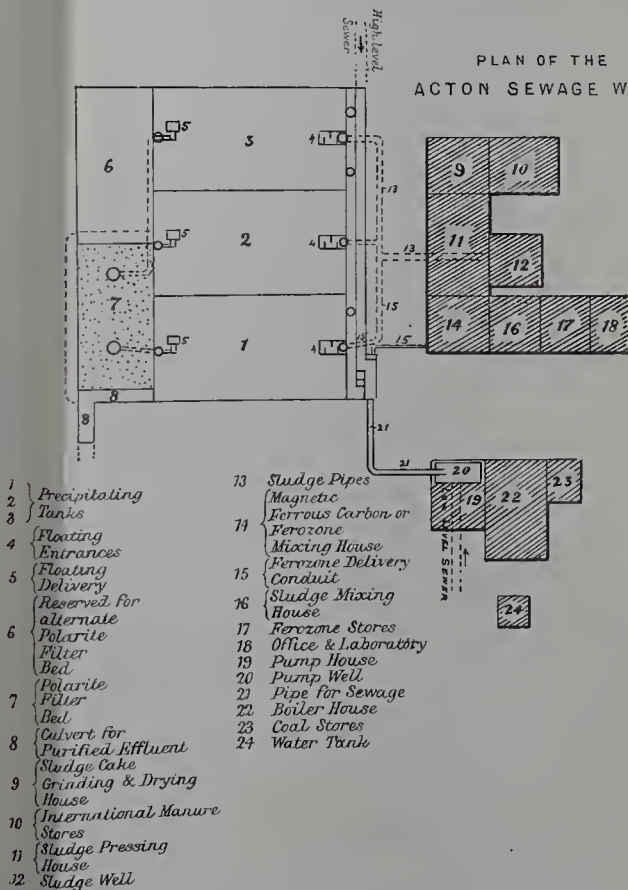 High level
Sewer
PLAN OF THE
ACTON SEWAGE W
6
5
3
4
13
9
10
5
2
4
13
11
12
7
5
1
4
15
14
16
17
18
15
8
8
21
21
20
19
22
23
LEVEL SEWER
24
1
2 Precipitating
3 Tanks
4 Floating
Entrances
5 Floating
Delivery
6 Reserved for
alternate
Polarite
Filter
Bed
7 Polarite
Filter
Bed
8 Culvert for
Purified Effluent
9 Sludge Cake
Grinding & Drying
House
10 International Manure
Stores
11 Sludge Pressing
House
12 Sludge Well
13 Sludge Pipes
14 Magnetic
Ferrous Carbon or
Ferozone
Mixing House
15 Ferozone Delivery
Conduit
16 Sludge Mixing
House
17 Ferozone Stores
18 Office & Laboratory
19 Pump House
20 Pump Well
21 Pipe for Sewage
22 Boiler House
23 Coal Stores
24 Water Tank